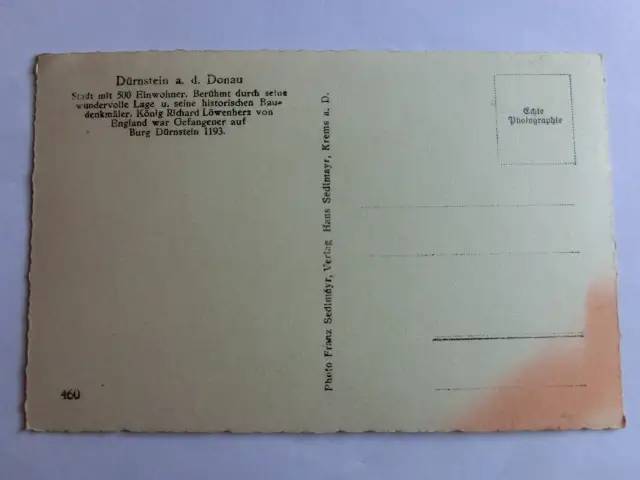 Dürnstein a. d. Donau
Stadt mit 500 Einwohner. Berühmt durch seine
wundervolle Lage u. seine historischen Bau-
denkmäler. König Richard Löwenherz von
England war Gefangener auf
Burg Dürnstein 1193.
Echte
Photographie
Photo Franz Sedlmayr, Verlag Hans Sedlmayr, Krems a. D.
460